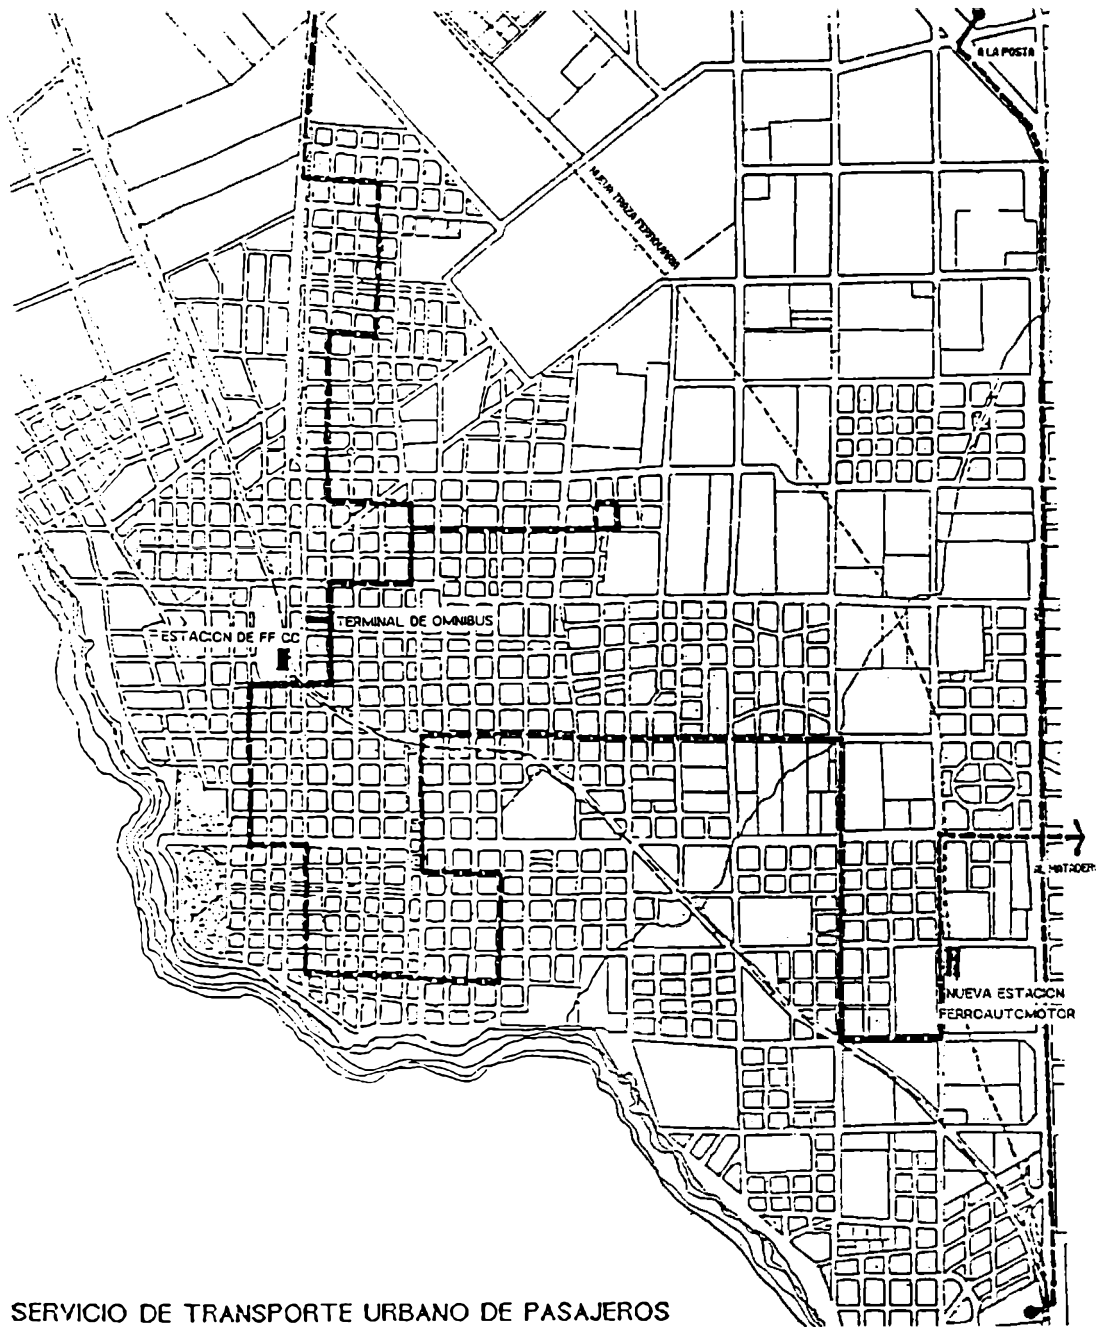 A LA POSTA
NUEVA TRAZA FERROVIARIA
TERMINAL DE OMNIBUS
ESTACION DE FF CC
AL MATADERO
NUEVA ESTACION
FERROAUTOMOTOR
SERVICIO DE TRANSPORTE URBANO DE PASAJEROS